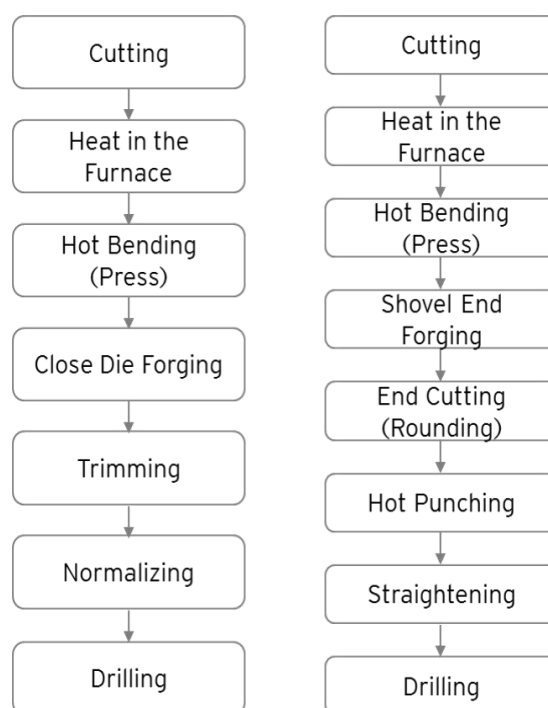 Cutting
Heat in the
Furnace
Hot Bending
(Press)
Close Die Forging
Trimming
Normalizing
Drilling
Cutting
Heat in the
Furnace
Hot Bending
(Press)
Shovel End
Forging
End Cutting
(Rounding)
Hot Punching
Straightening
Drilling